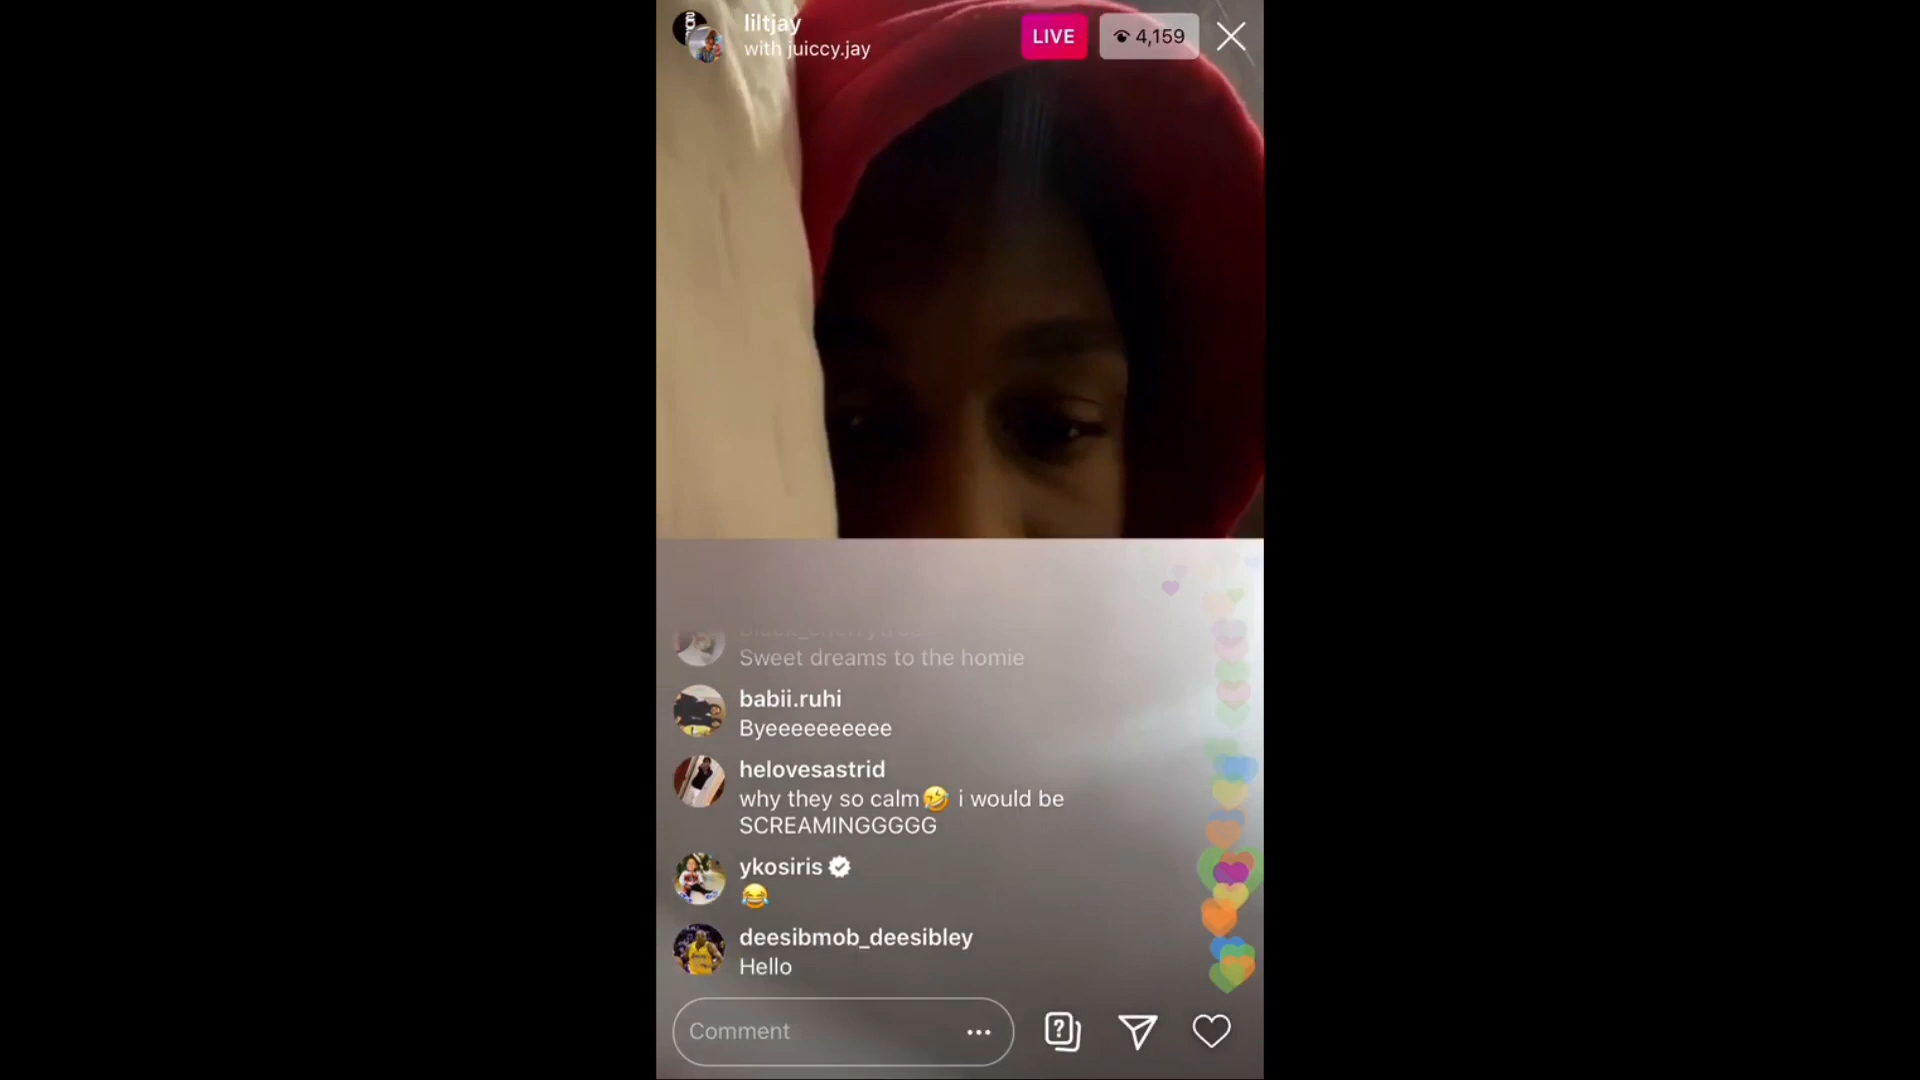 liltjay
with juiccy.jay
LIVE
4,159
Sweet dreams to the homie
babii.ruhi
Byeeeeeeeeee
helovesastrid
why they so calm🤣 i would be
SCREAMINGGGGG
ykosiris
😂
deesibmob_deesibley
Hello
Comment